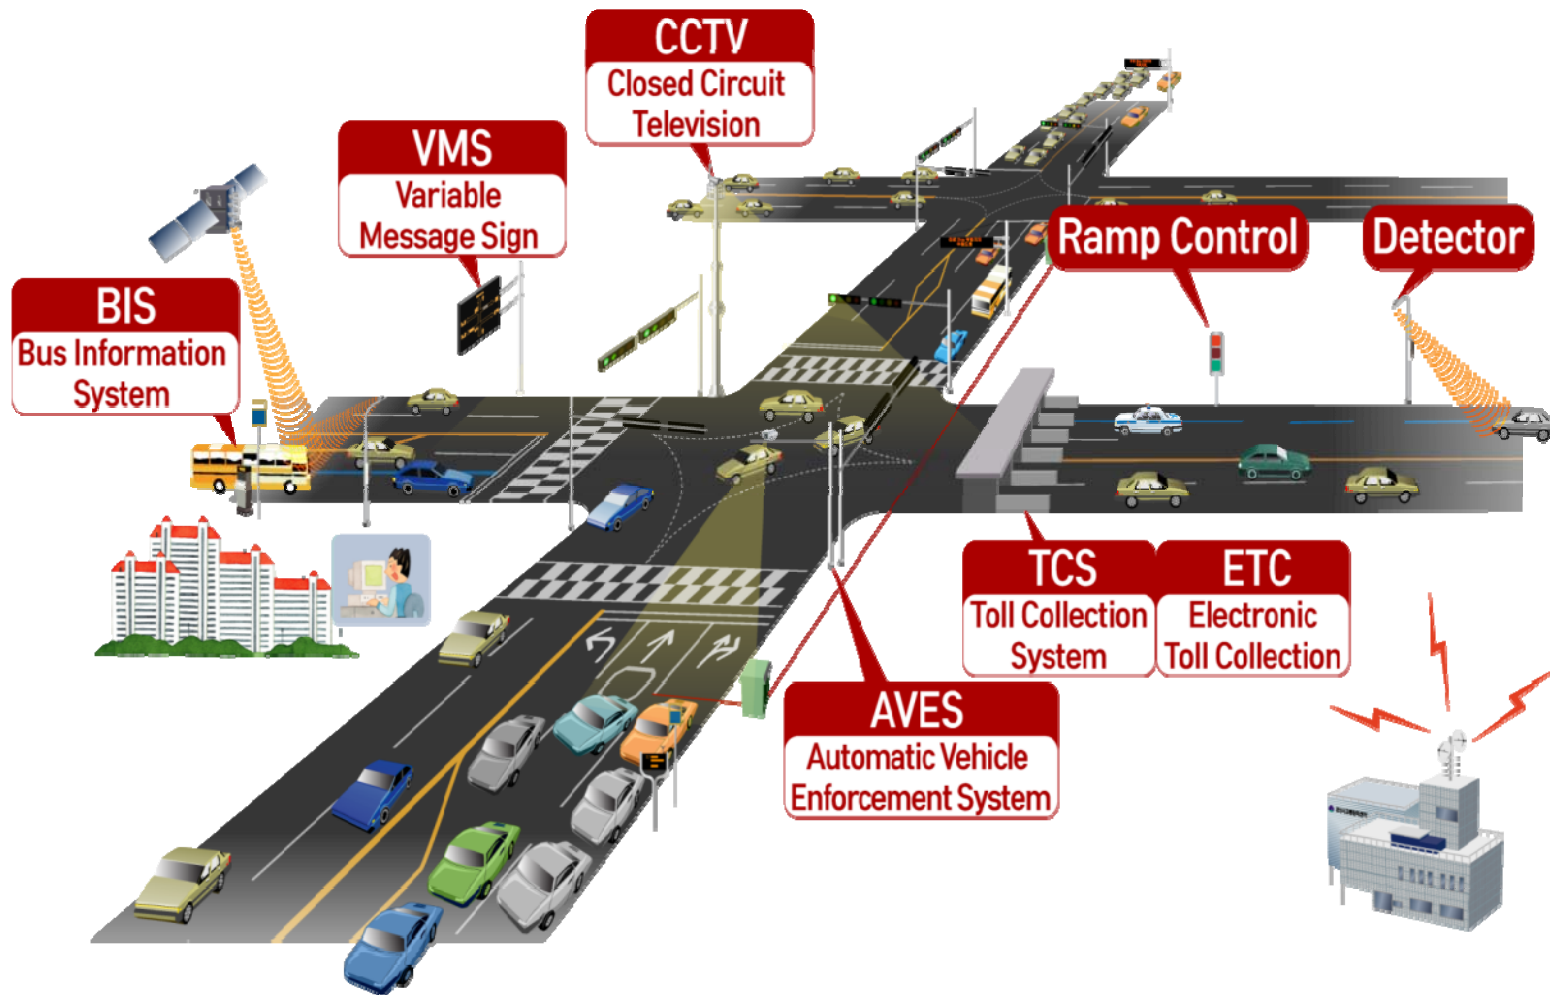 CCTV
Closed Circuit
Television
VMS
Variable
Message Sign
Ramp Control
Detector
BIS
Bus Information
System
TCS
Toll Collection
System
ETC
Electronic
Toll Collection
AVES
Automatic Vehicle
Enforcement System